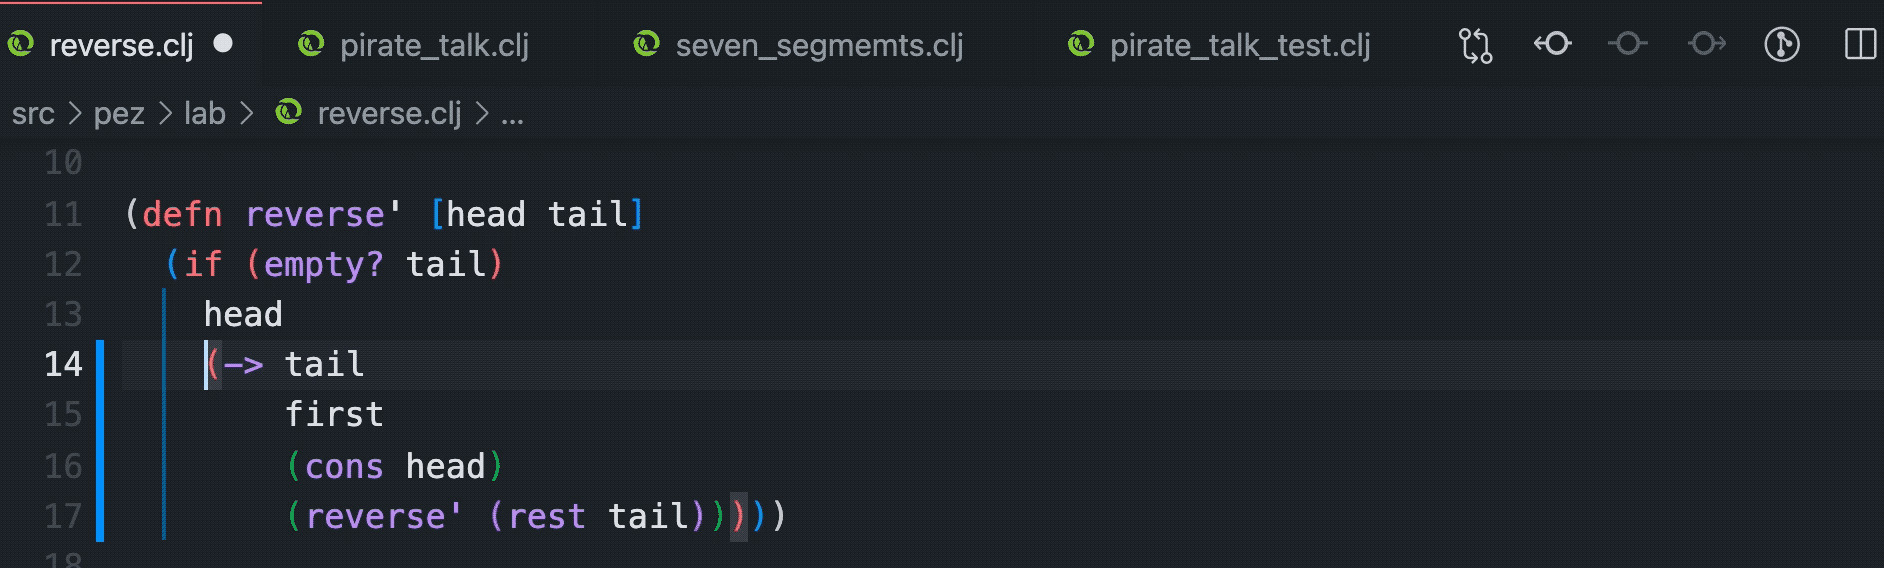 reverse.clj pirate_talk.clj seven_segmemts.clj pirate_talk_test.clj
src > pez > lab > reverse.clj > ...
10
11 (defn reverse' [head tail]
12 (if (empty? tail)
13 head
14 (-> tail
15 first
16 (cons head)
17 (reverse' (rest tail)))))
18